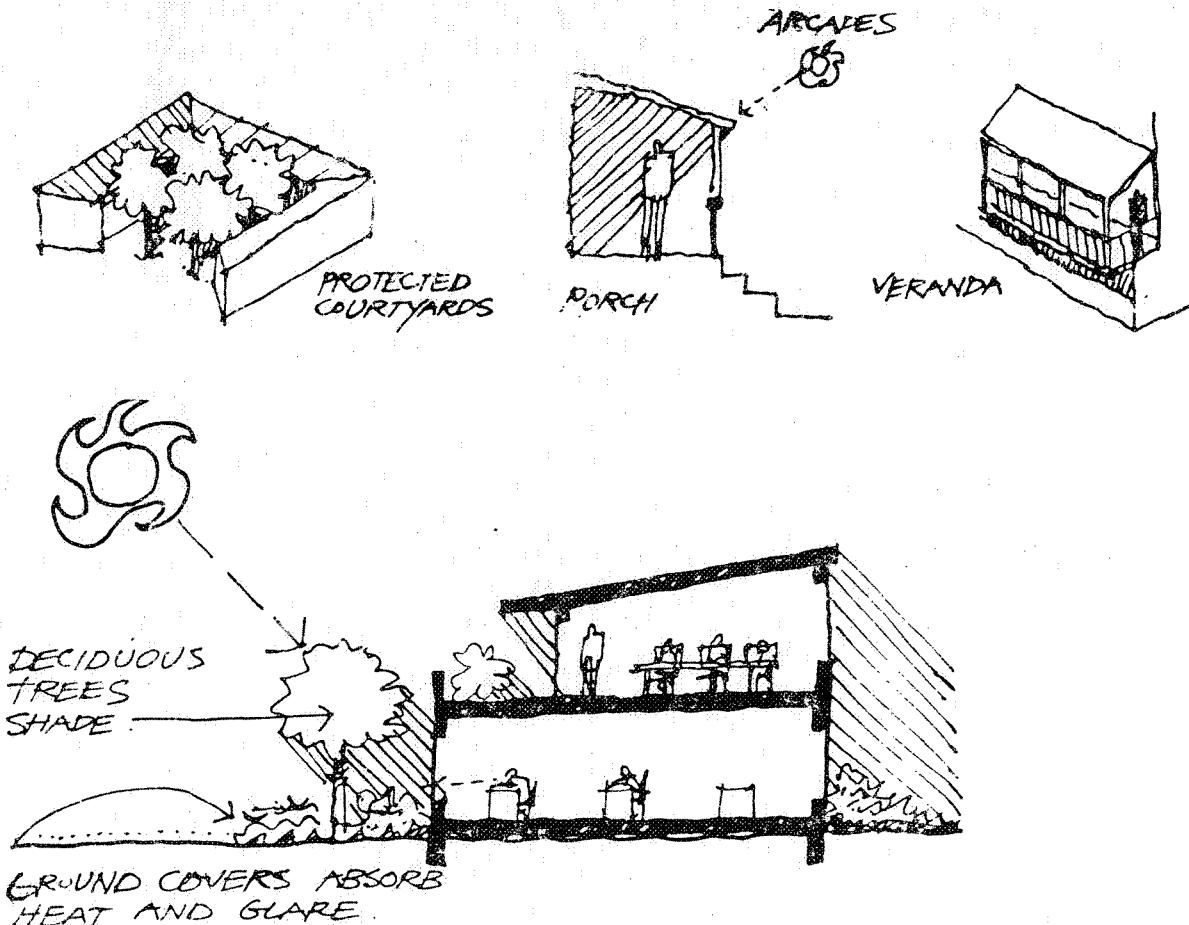 ARCADES
PROTECTED
COURTYARDS
PORCH
VERANDA
DECIDUOUS
TREES
SHADE
GROUND COVERS ABSORB
HEAT AND GLARE.